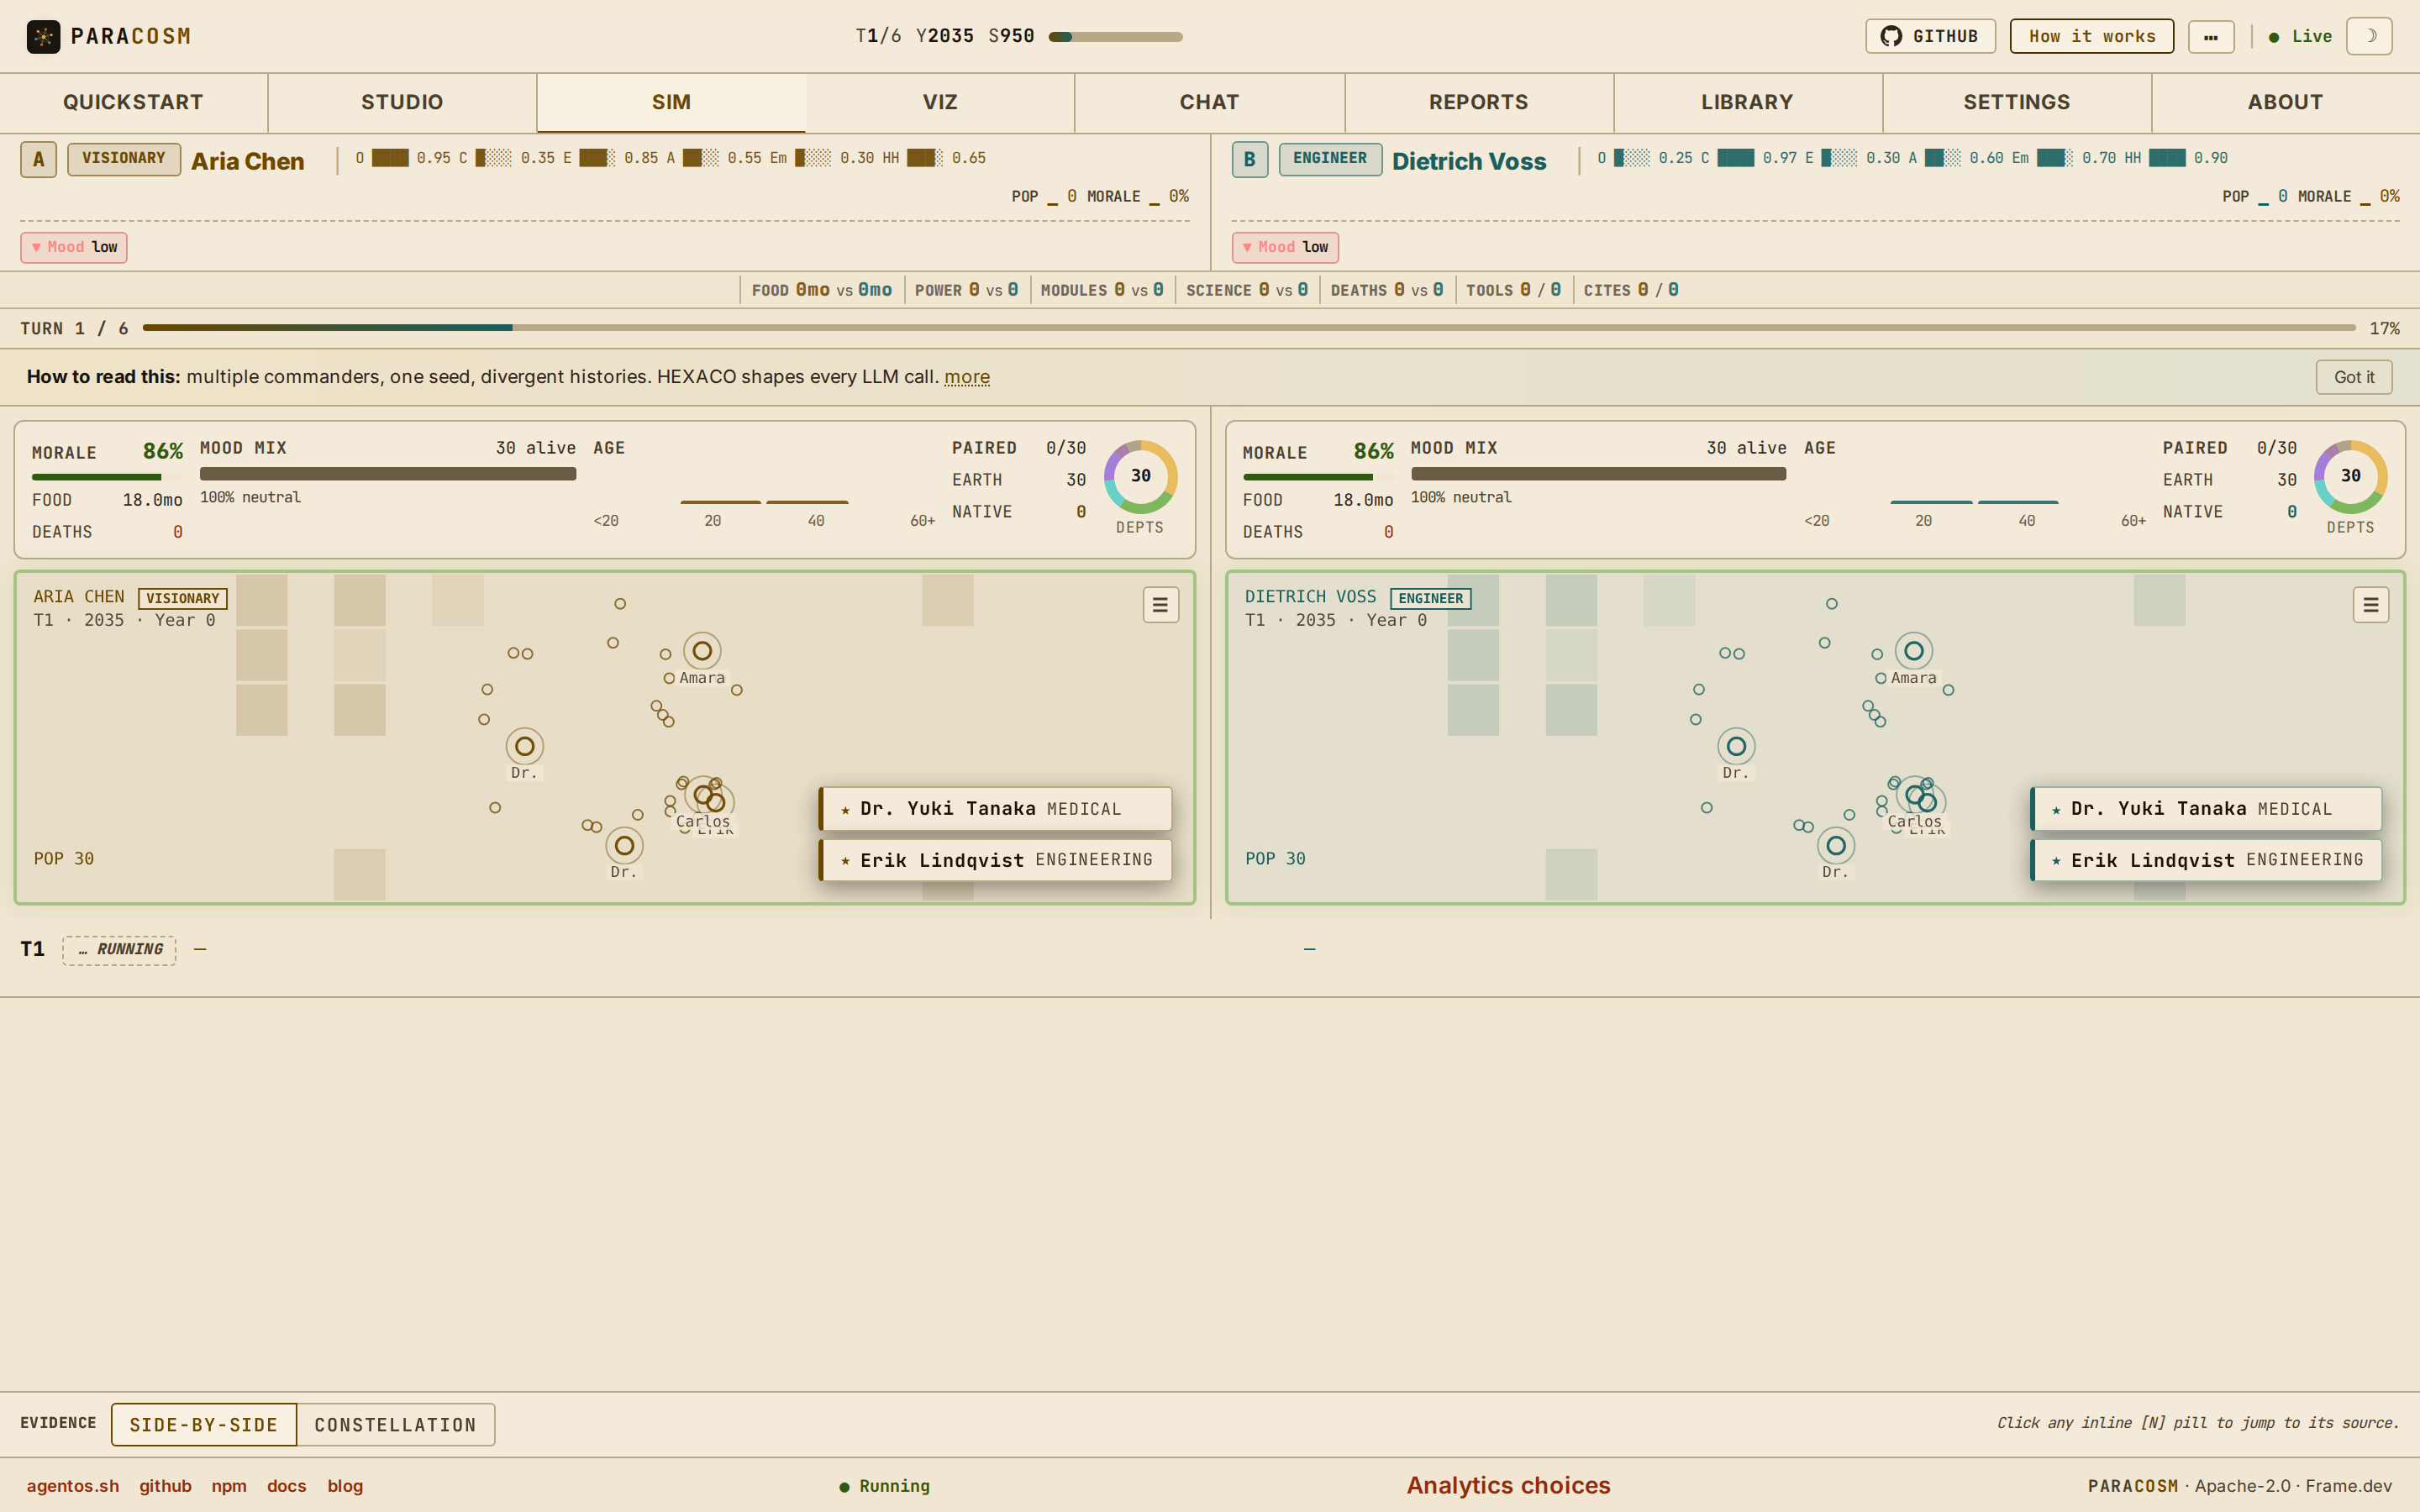 PARACOSM
T1/6 Y2035 S950
GITHUB
How it works
Live
QUICKSTART STUDIO SIM VIZ CHAT REPORTS LIBRARY SETTINGS ABOUT
A VISIONARY Aria Chen O 0.95 C 0.35 E 0.85 A 0.55 Em 0.30 HH 0.65
POP _ 0 MORALE _ 0%
▼ Mood low
B ENGINEER Dietrich Voss O 0.25 C 0.97 E 0.30 A 0.60 Em 0.70 HH 0.90
POP _ 0 MORALE _ 0%
▼ Mood low
FOOD 0mo vs 0mo POWER 0 vs 0 MODULES 0 vs 0 SCIENCE 0 vs 0 DEATHS 0 vs 0 TOOLS 0 / 0 CITES 0 / 0
TURN 1 / 6 17%
How to read this: multiple commanders, one seed, divergent histories. HEXACO shapes every LLM call. more
Got it
MORALE 86%
FOOD 18.0mo
DEATHS 0
MOOD MIX 30 alive
100% neutral
AGE
<20 20 40 60+
PAIRED 0/30
EARTH 30
NATIVE 0
30
DEPTS
MORALE 86%
FOOD 18.0mo
DEATHS 0
MOOD MIX 30 alive
100% neutral
AGE
<20 20 40 60+
PAIRED 0/30
EARTH 30
NATIVE 0
30
DEPTS
ARIA CHEN VISIONARY
T1 · 2035 · Year 0
Amara
Dr.
Carlos
Erik
Dr.
POP 30
★ Dr. Yuki Tanaka MEDICAL
★ Erik Lindqvist ENGINEERING
DIETRICH VOSS ENGINEER
T1 · 2035 · Year 0
Amara
Dr.
Carlos
Erik
Dr.
POP 30
★ Dr. Yuki Tanaka MEDICAL
★ Erik Lindqvist ENGINEERING
T1 … RUNNING — —
EVIDENCE SIDE-BY-SIDE CONSTELLATION
Click any inline [N] pill to jump to its source.
agentos.sh github npm docs blog
Running
Analytics choices
PARACOSM · Apache-2.0 · Frame.dev